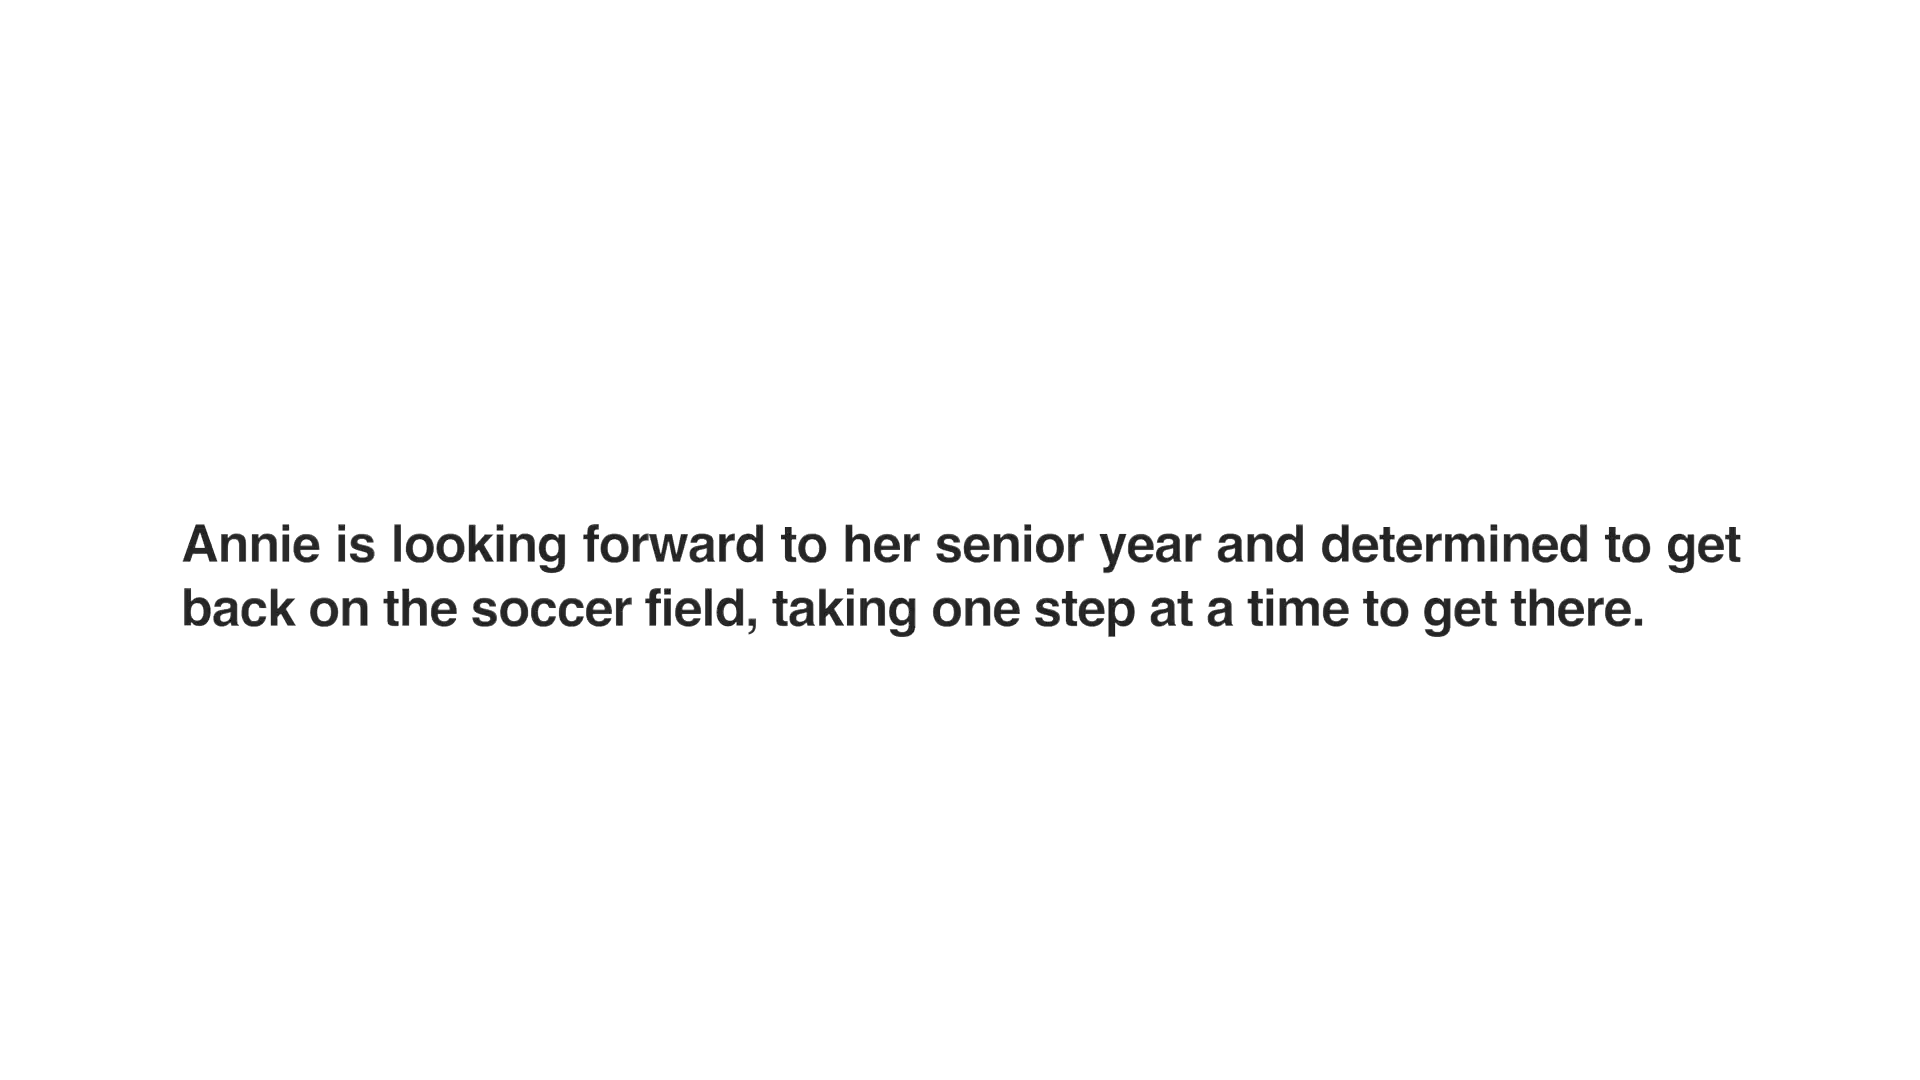 Annie is looking forward to her senior year and determined to get
back on the soccer field, taking one step at a time to get there.